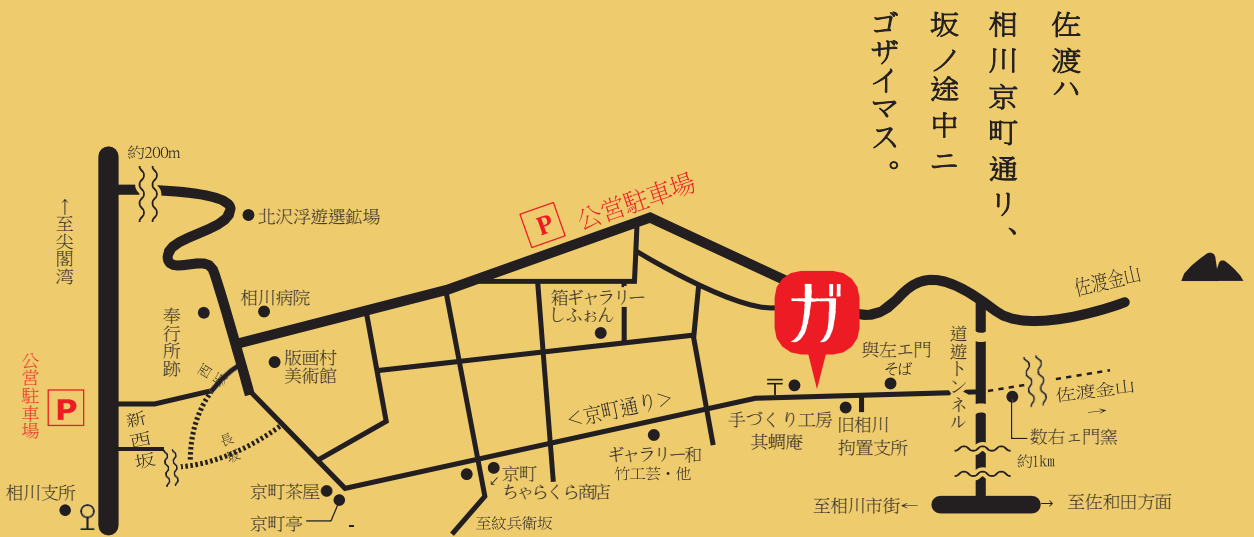 佐渡ハ
相川京町通リ、
坂ノ途中ニ
ゴザイマス。
約200m
↑至尖閣湾
北沢浮遊選鉱場
P 公営駐車場
相川病院
奉行所跡
版画村
美術館
箱ギャラリー
しふぉん
ガ
佐渡金山
與左エ門
そば
道遊トンネル
佐渡金山
→
数右ェ門窯
約1km
公営駐車場
P
西坂
新西坂
長坂
<京町通り>
手づくり工房
其蜩庵
旧相川
拘置支所
ギャラリー和
竹工芸・他
京町
ちゃらくら商店
京町茶屋
京町亭
至紋兵衛坂
相川支所
至相川市街←
→ 至佐和田方面